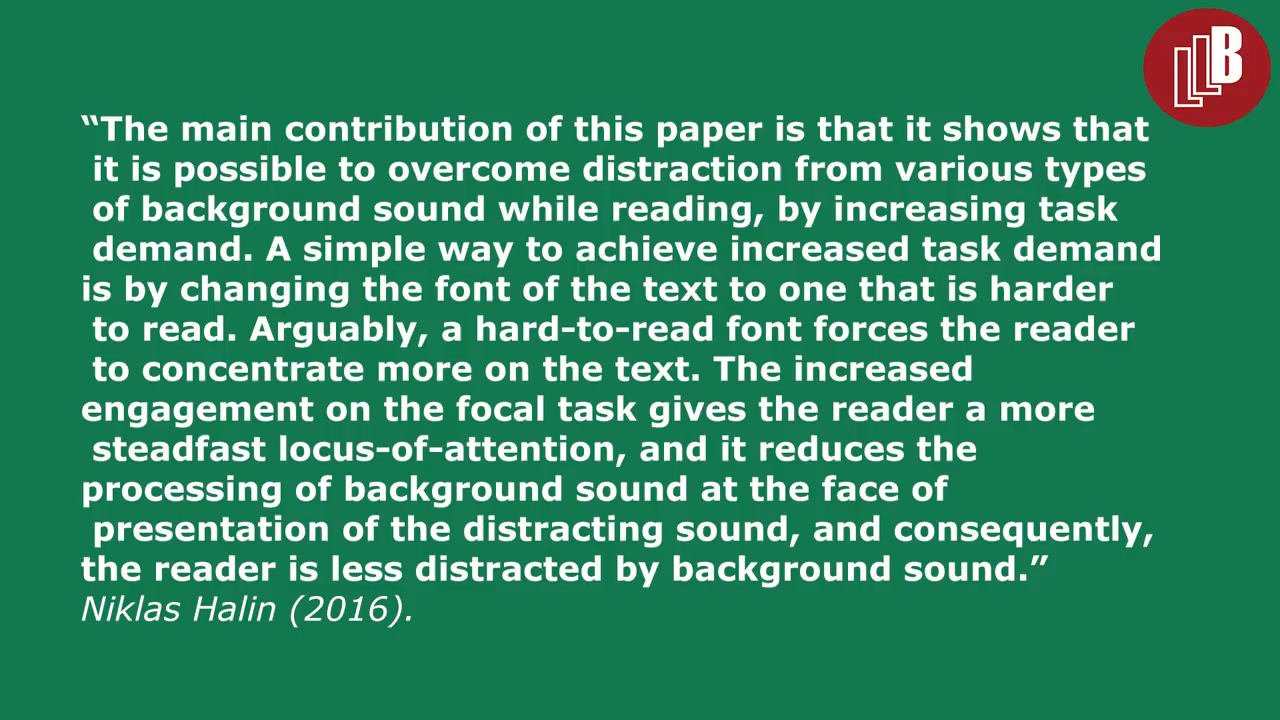 “The main contribution of this paper is that it shows that
it is possible to overcome distraction from various types
of background sound while reading, by increasing task
demand. A simple way to achieve increased task demand
is by changing the font of the text to one that is harder
to read. Arguably, a hard-to-read font forces the reader
to concentrate more on the text. The increased
engagement on the focal task gives the reader a more
steadfast locus-of-attention, and it reduces the
processing of background sound at the face of
presentation of the distracting sound, and consequently,
the reader is less distracted by background sound.”
Niklas Halin (2016).
LLLB